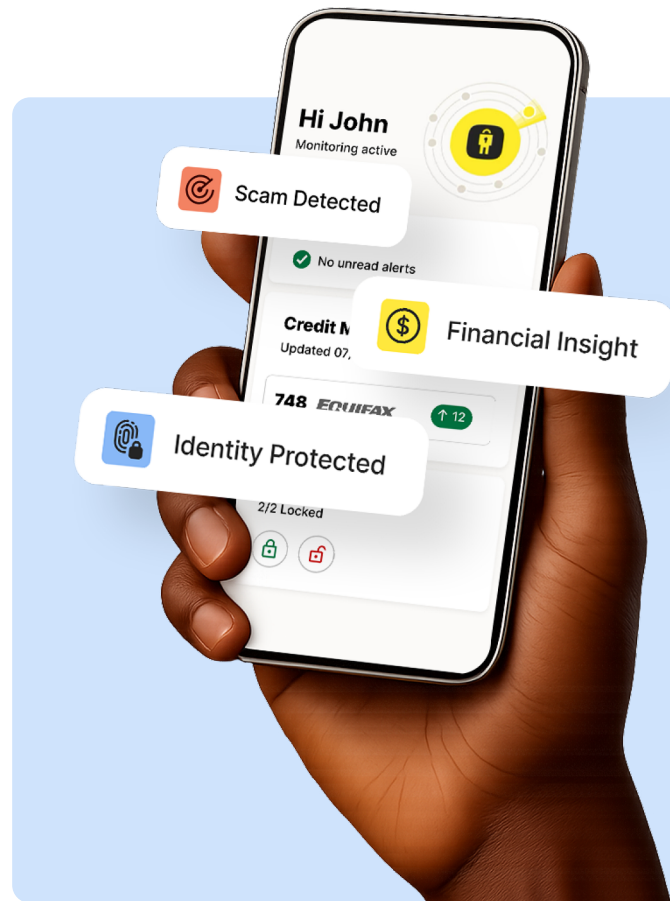 Hi John
Monitoring active
Scam Detected
No unread alerts
Financial Insight
Credit
Updated 07,
748 EQUIFAX ↑ 12
Identity Protected
2/2 Locked